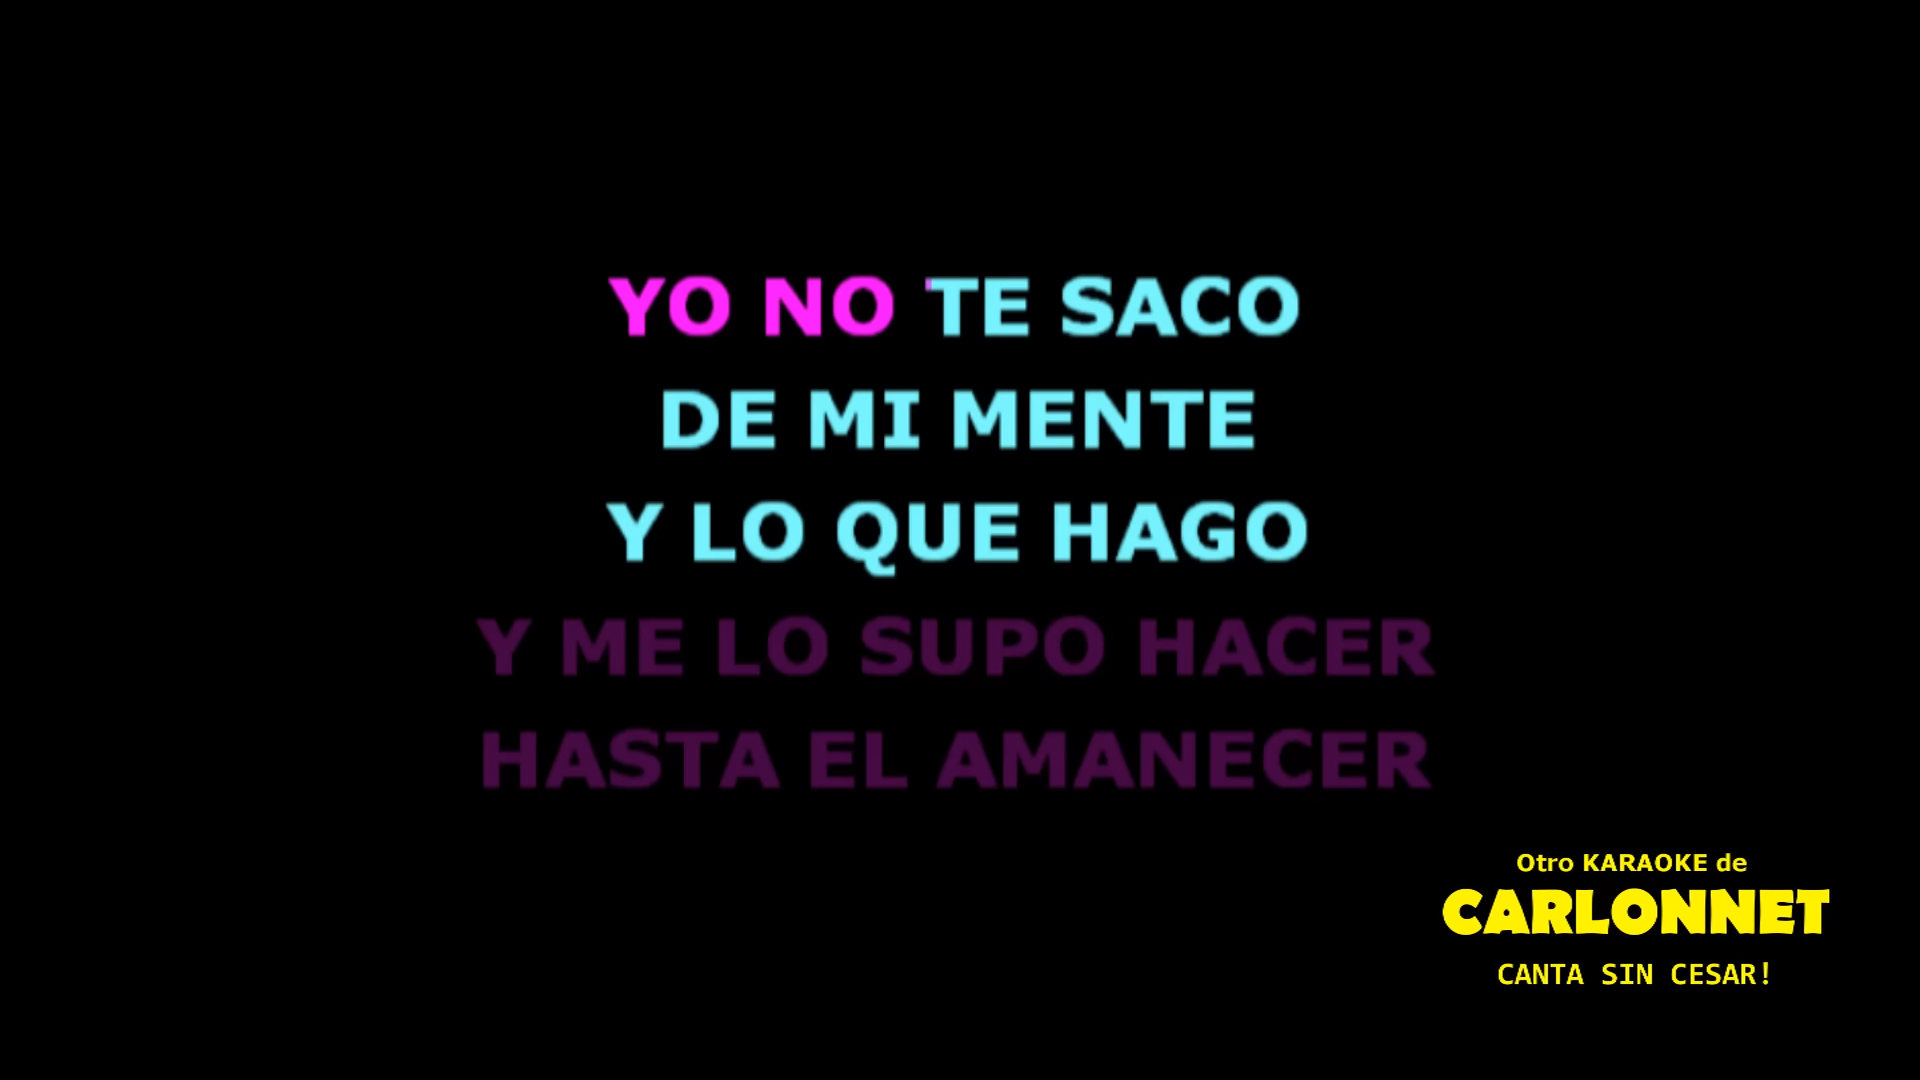 YO NO TE SACO
DE MI MENTE
Y LO QUE HAGO
Y ME LO SUPO HACER
HASTA EL AMANECER
Otro KARAOKE de
CARLONNET
CANTA SIN CESAR!